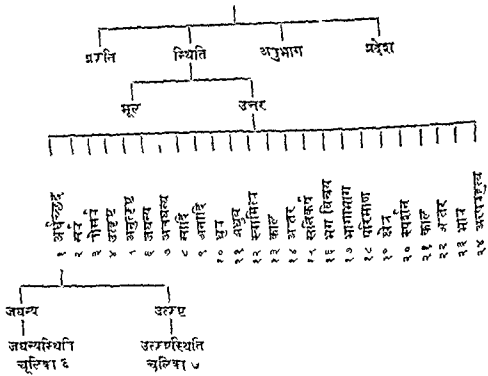 प्रकृति स्थिति अनुभाग प्रदेश
मूल उत्तर
१ अर्धच्छेद
२ सर्व
३ नोसर्व
४ उत्कृष्ट
५ अनुत्कृष्ट
६ जघन्य
७ अजघन्य
८ सादि
९ अनादि
१० ध्रुव
११ अध्रुव
१२ स्वामित्व
१३ काल
१४ अन्तर
१५ सन्निकर्ष
१६ भंग विचय
१७ भागाभाग
१८ परिमाण
१९ क्षेत्र
२० स्पर्शन
२१ काल
२२ अन्तर
२३ भाव
२४ अल्पबहुत्व
जघन्य उत्कृष्ट
जघन्यस्थिति उत्कृष्टस्थिति
चूलिका ६ चूलिका ७